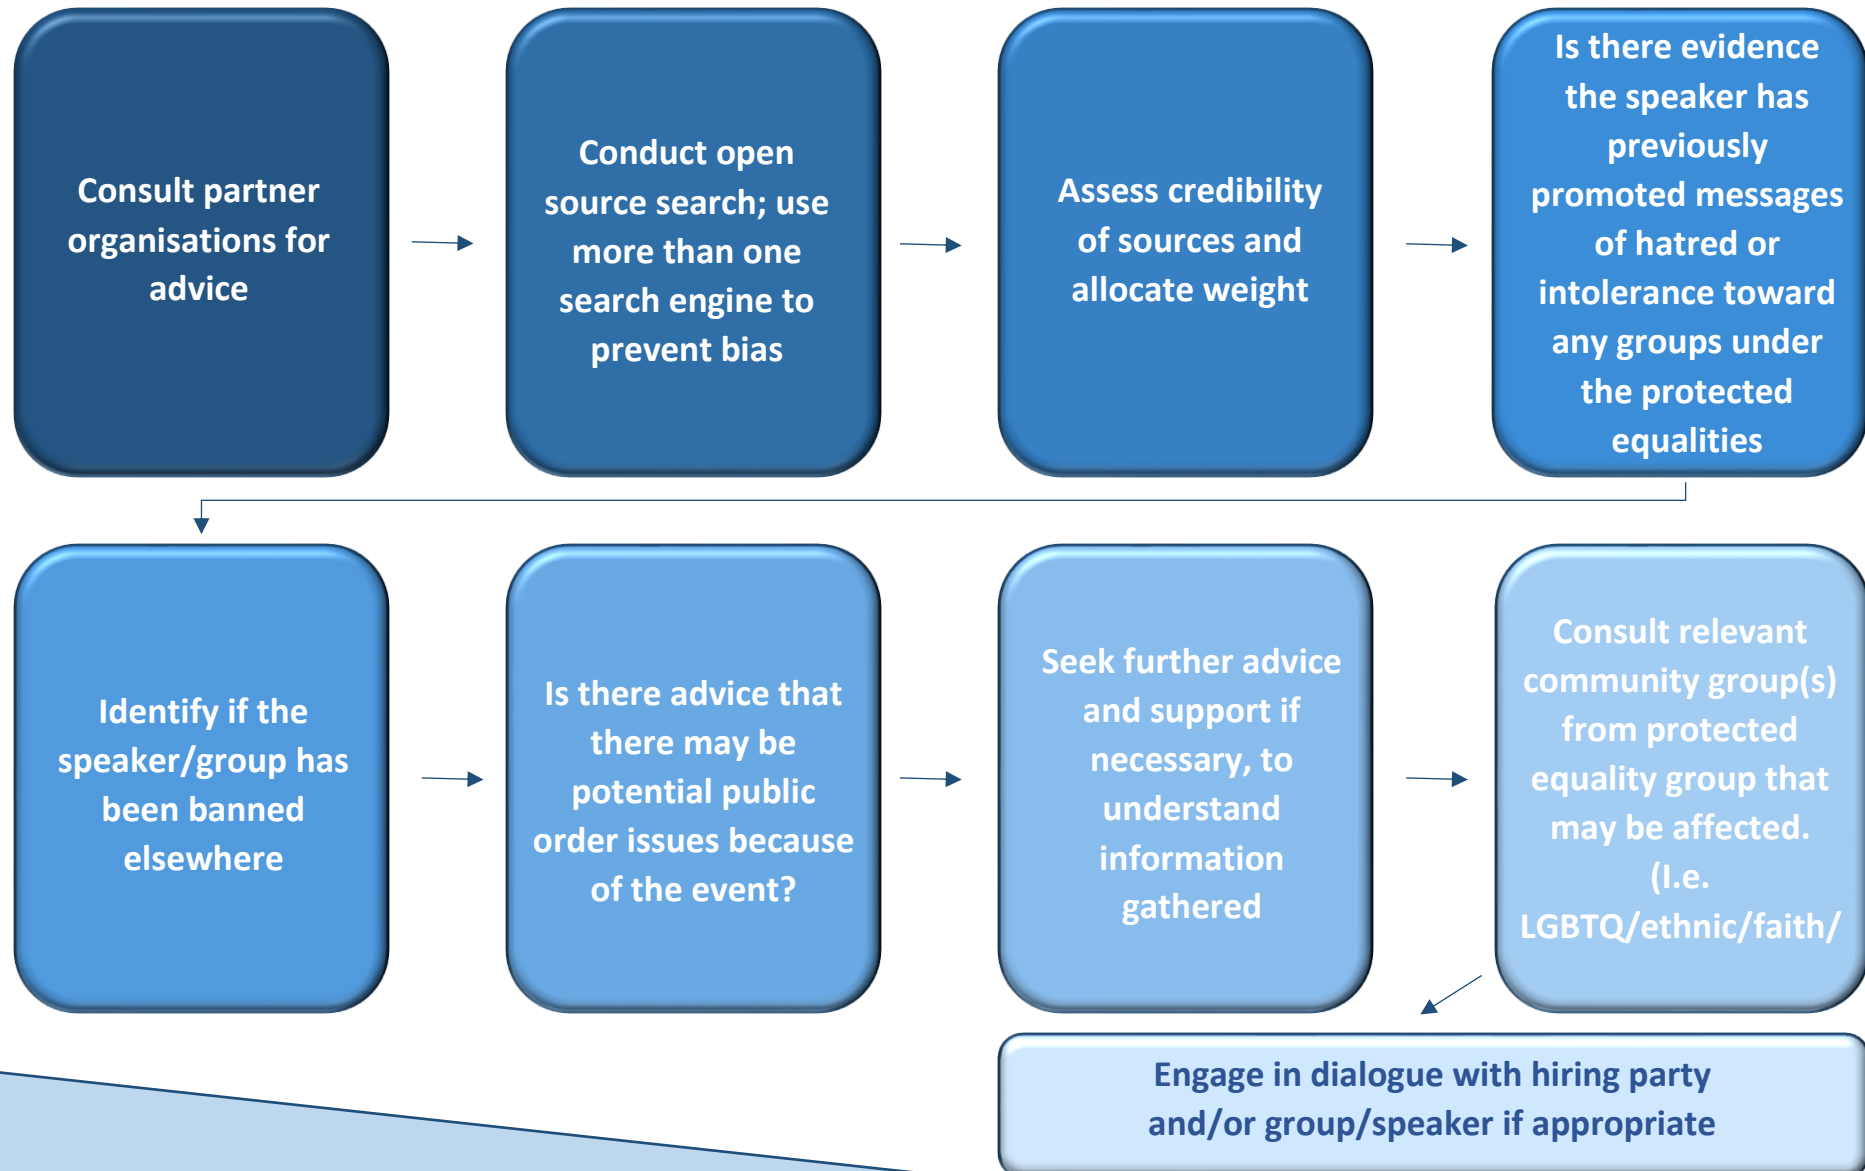 Consult partner
organisations for
advice
Conduct open
source search; use
more than one
search engine to
prevent bias
Assess credibility
of sources and
allocate weight
Is there evidence
the speaker has
previously
promoted messages
of hatred or
intolerance toward
any groups under
the protected
equalities
Identify if the
speaker/group has
been banned
elsewhere
Is there advice that
there may be
potential public
order issues because
of the event?
Seek further advice
and support if
necessary, to
understand
information
gathered
Consult relevant
community group(s)
from protected
equality group that
may be affected.
(I.e.
LGBTQ/ethnic/faith/
Engage in dialogue with hiring party
and/or group/speaker if appropriate